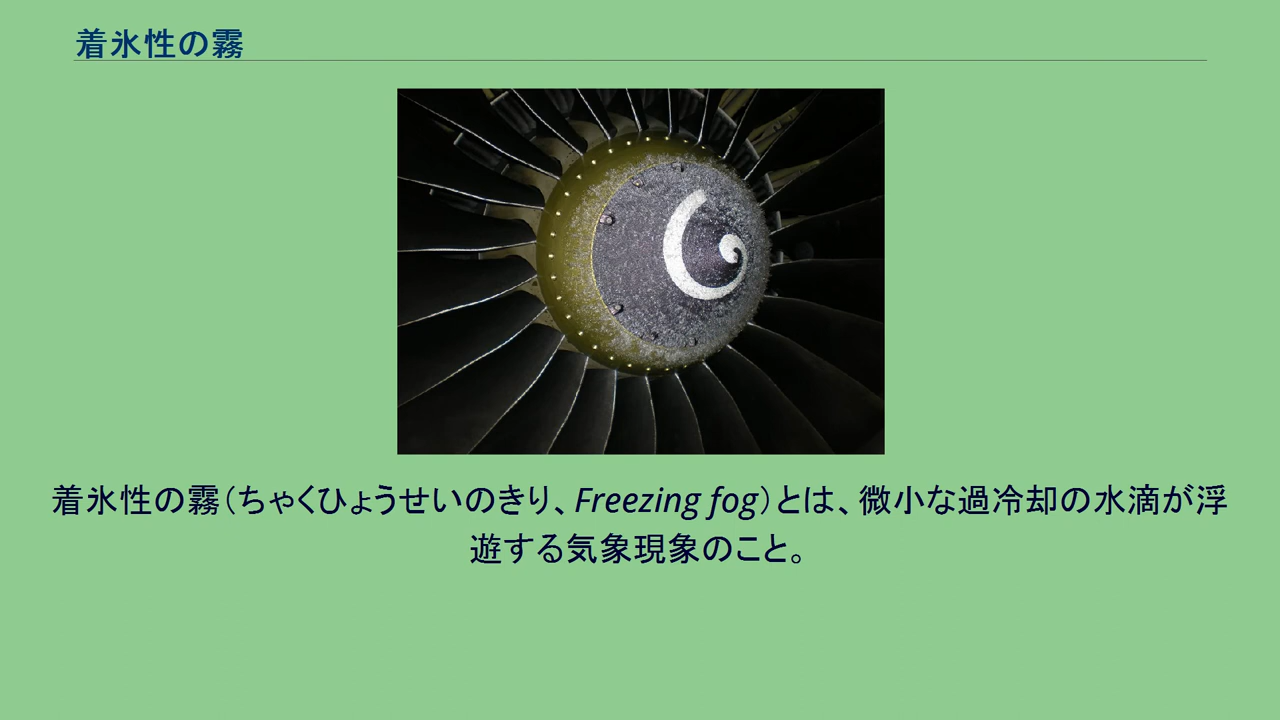 着氷性の霧
着氷性の霧（ちゃくひょうせいのきり、Freezing fog）とは、微小な過冷却の水滴が浮
遊する気象現象のこと。